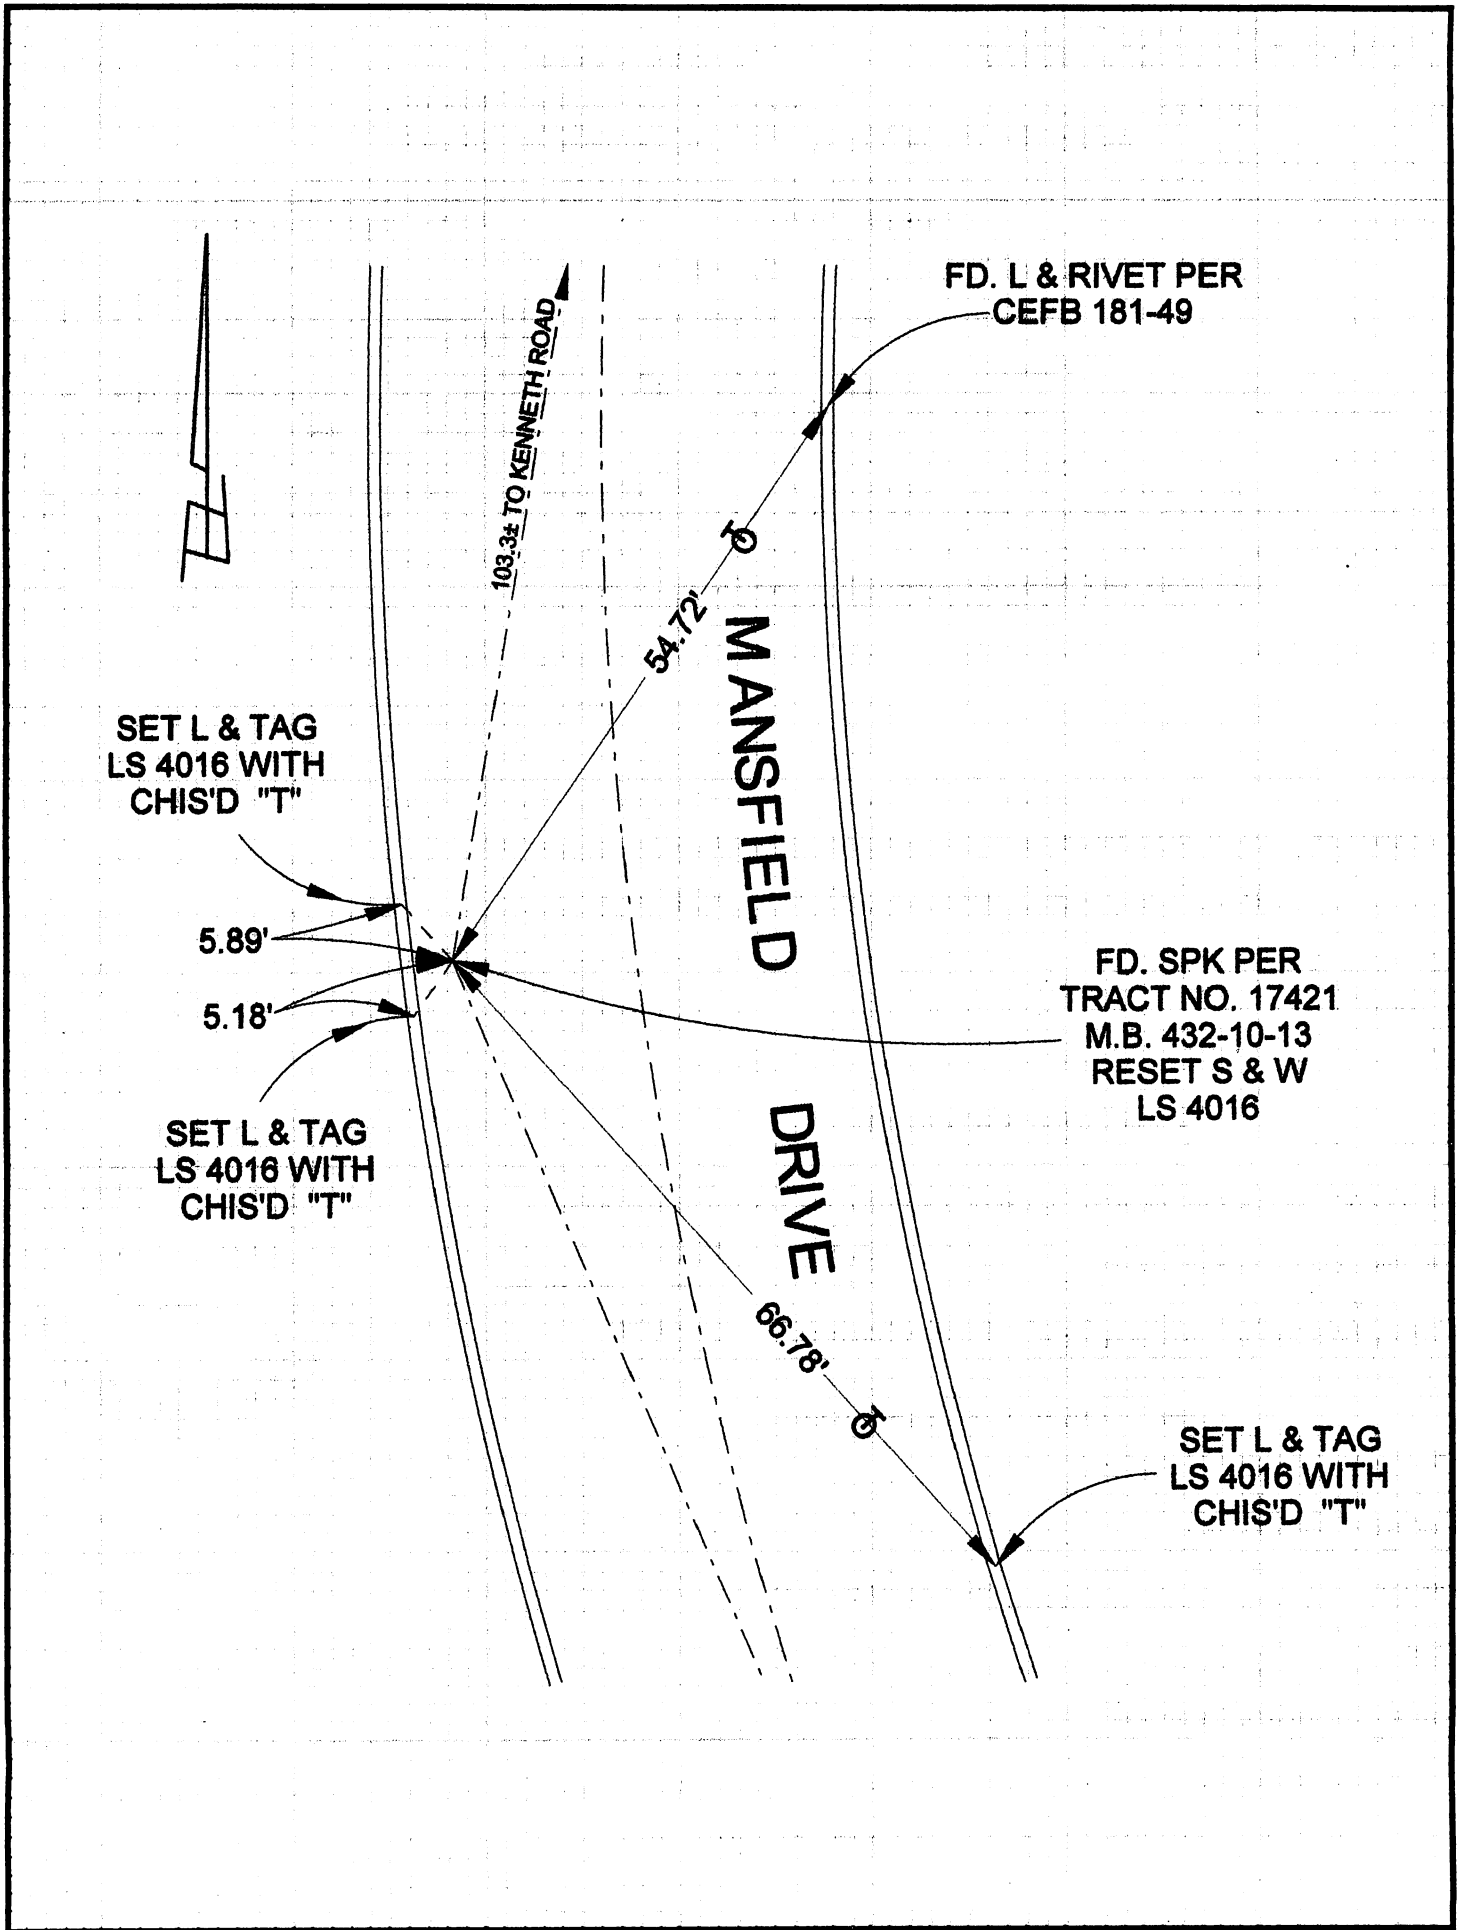 FD. L & RIVET PER
CEFB 181-49
103.3± TO KENNETH ROAD
54.72'
MANSFIELD
SET L & TAG
LS 4016 WITH
CHIS'D "T"
5.89'
5.18'
FD. SPK PER
TRACT NO. 17421
M.B. 432-10-13
RESET S & W
LS 4016
SET L & TAG
LS 4016 WITH
CHIS'D "T"
DRIVE
66.78'
SET L & TAG
LS 4016 WITH
CHIS'D "T"